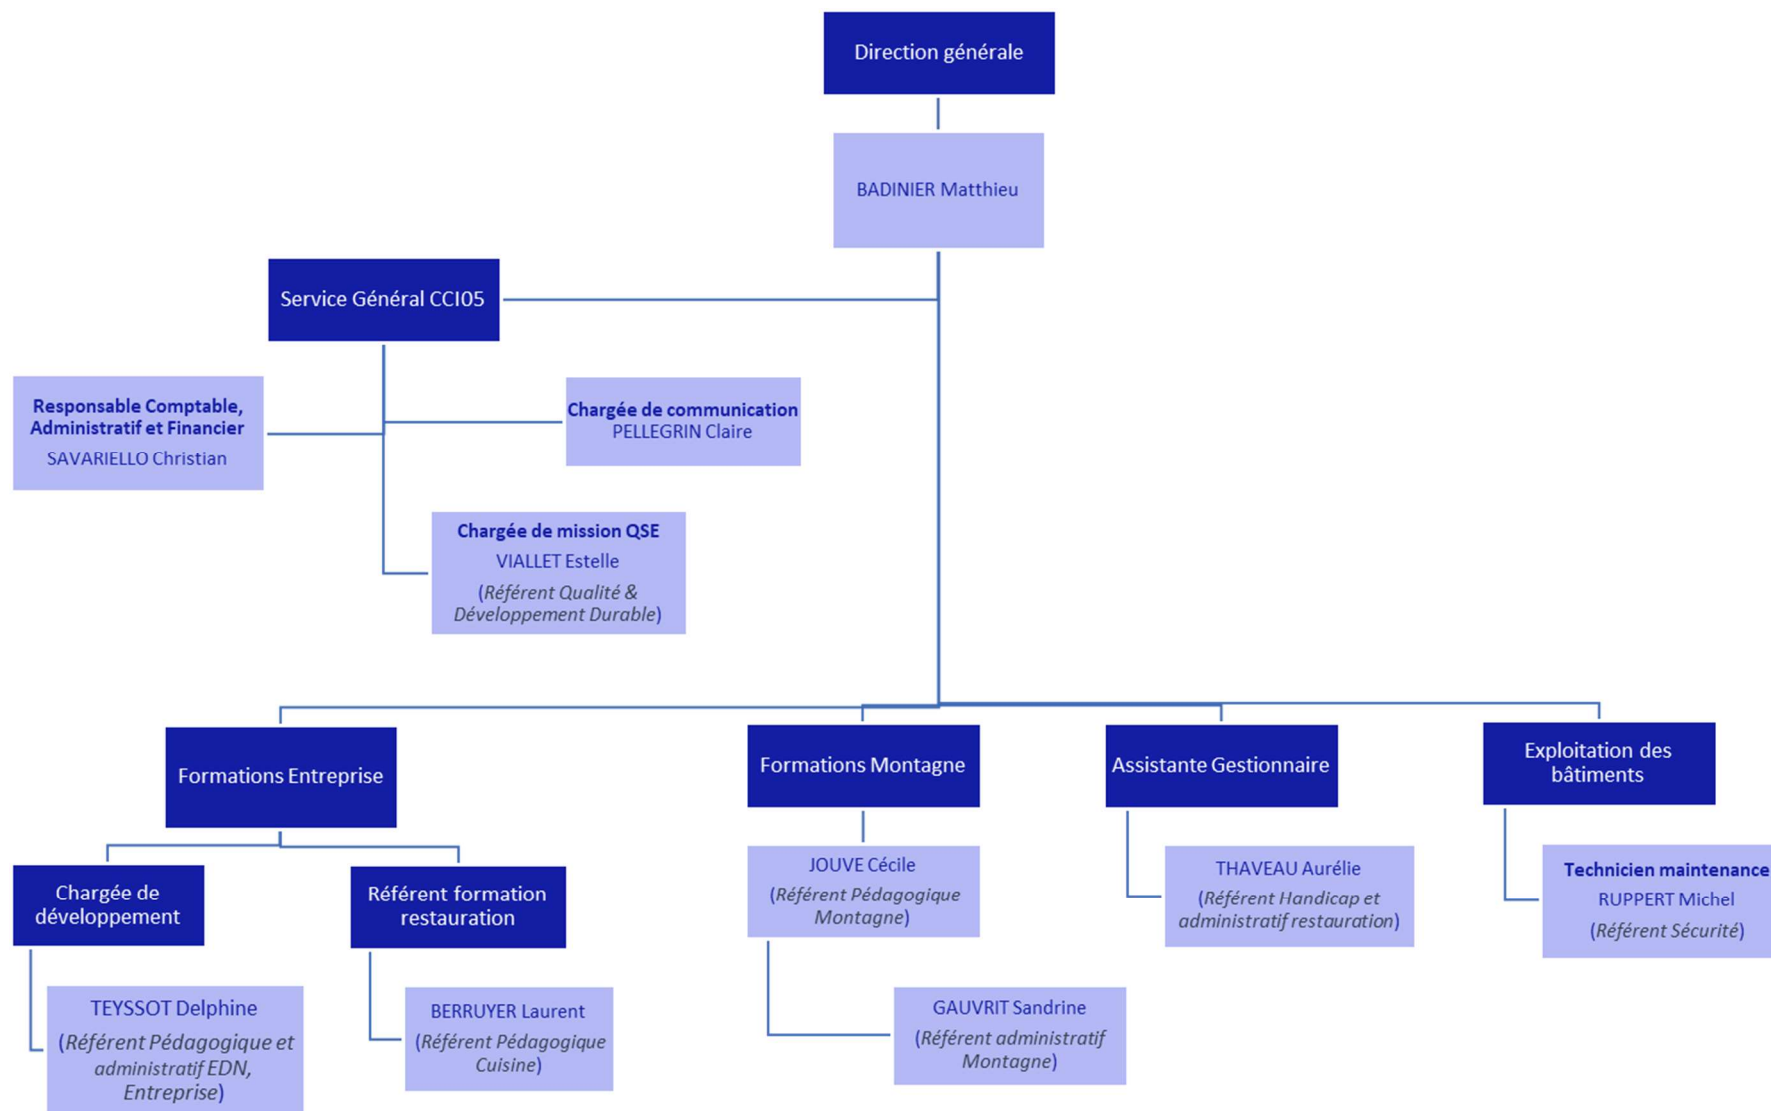 Direction générale
BADINIER Matthieu
Service Général CCI05
Responsable Comptable,
Administratif et Financier
SAVARIELLO Christian
Chargée de communication
PELLEGRIN Claire
Chargée de mission QSE
VIALLET Estelle
(Référent Qualité &
Développement Durable)
Formations Entreprise
Formations Montagne
Assistante Gestionnaire
Exploitation des
bâtiments
Chargée de
développement
Référent formation
restauration
JOUVE Cécile
(Référent Pédagogique
Montagne)
THAVEAU Aurélie
(Référent Handicap et
administratif restauration)
Technicien maintenance
RUPPERT Michel
(Référent Sécurité)
TEYSSOT Delphine
(Référent Pédagogique et
administratif EDN,
Entreprise)
BERRUYER Laurent
(Référent Pédagogique
Cuisine)
GAUVRIT Sandrine
(Référent administratif
Montagne)